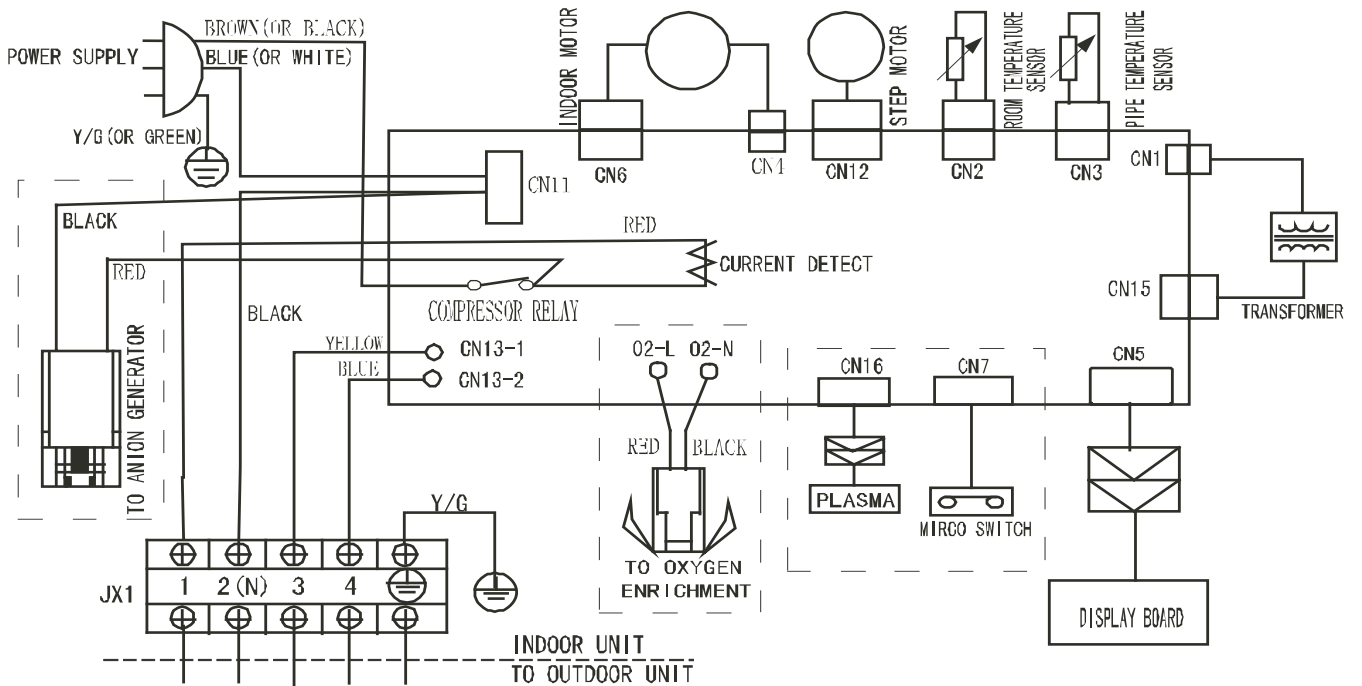 POWER SUPPLY
BROWN(OR BLACK)
BLUE(OR WHITE)
Y/G(OR GREEN)
INDOOR MOTOR
STEP MOTOR
ROOM TEMPERATURE
SENSOR
PIPE TEMPERATURE
SENSOR
CN6
CN4
CN12
CN2
CN3
CN1
CN11
BLACK
RED
RED
CURRENT DETECT
CN15
TRANSFORMER
BLACK
COMPRESSOR RELAY
YELLOW
CN13-1
BLUE
CN13-2
O2-L
O2-N
CN16
CN7
CN5
TO ANION GENERATOR
RED
BLACK
PLASMA
MIRCO SWITCH
Y/G
TO OXYGEN
ENRICHMENT
JX1
1
2(N)
3
4
DISPLAY BOARD
INDOOR UNIT
TO OUTDOOR UNIT